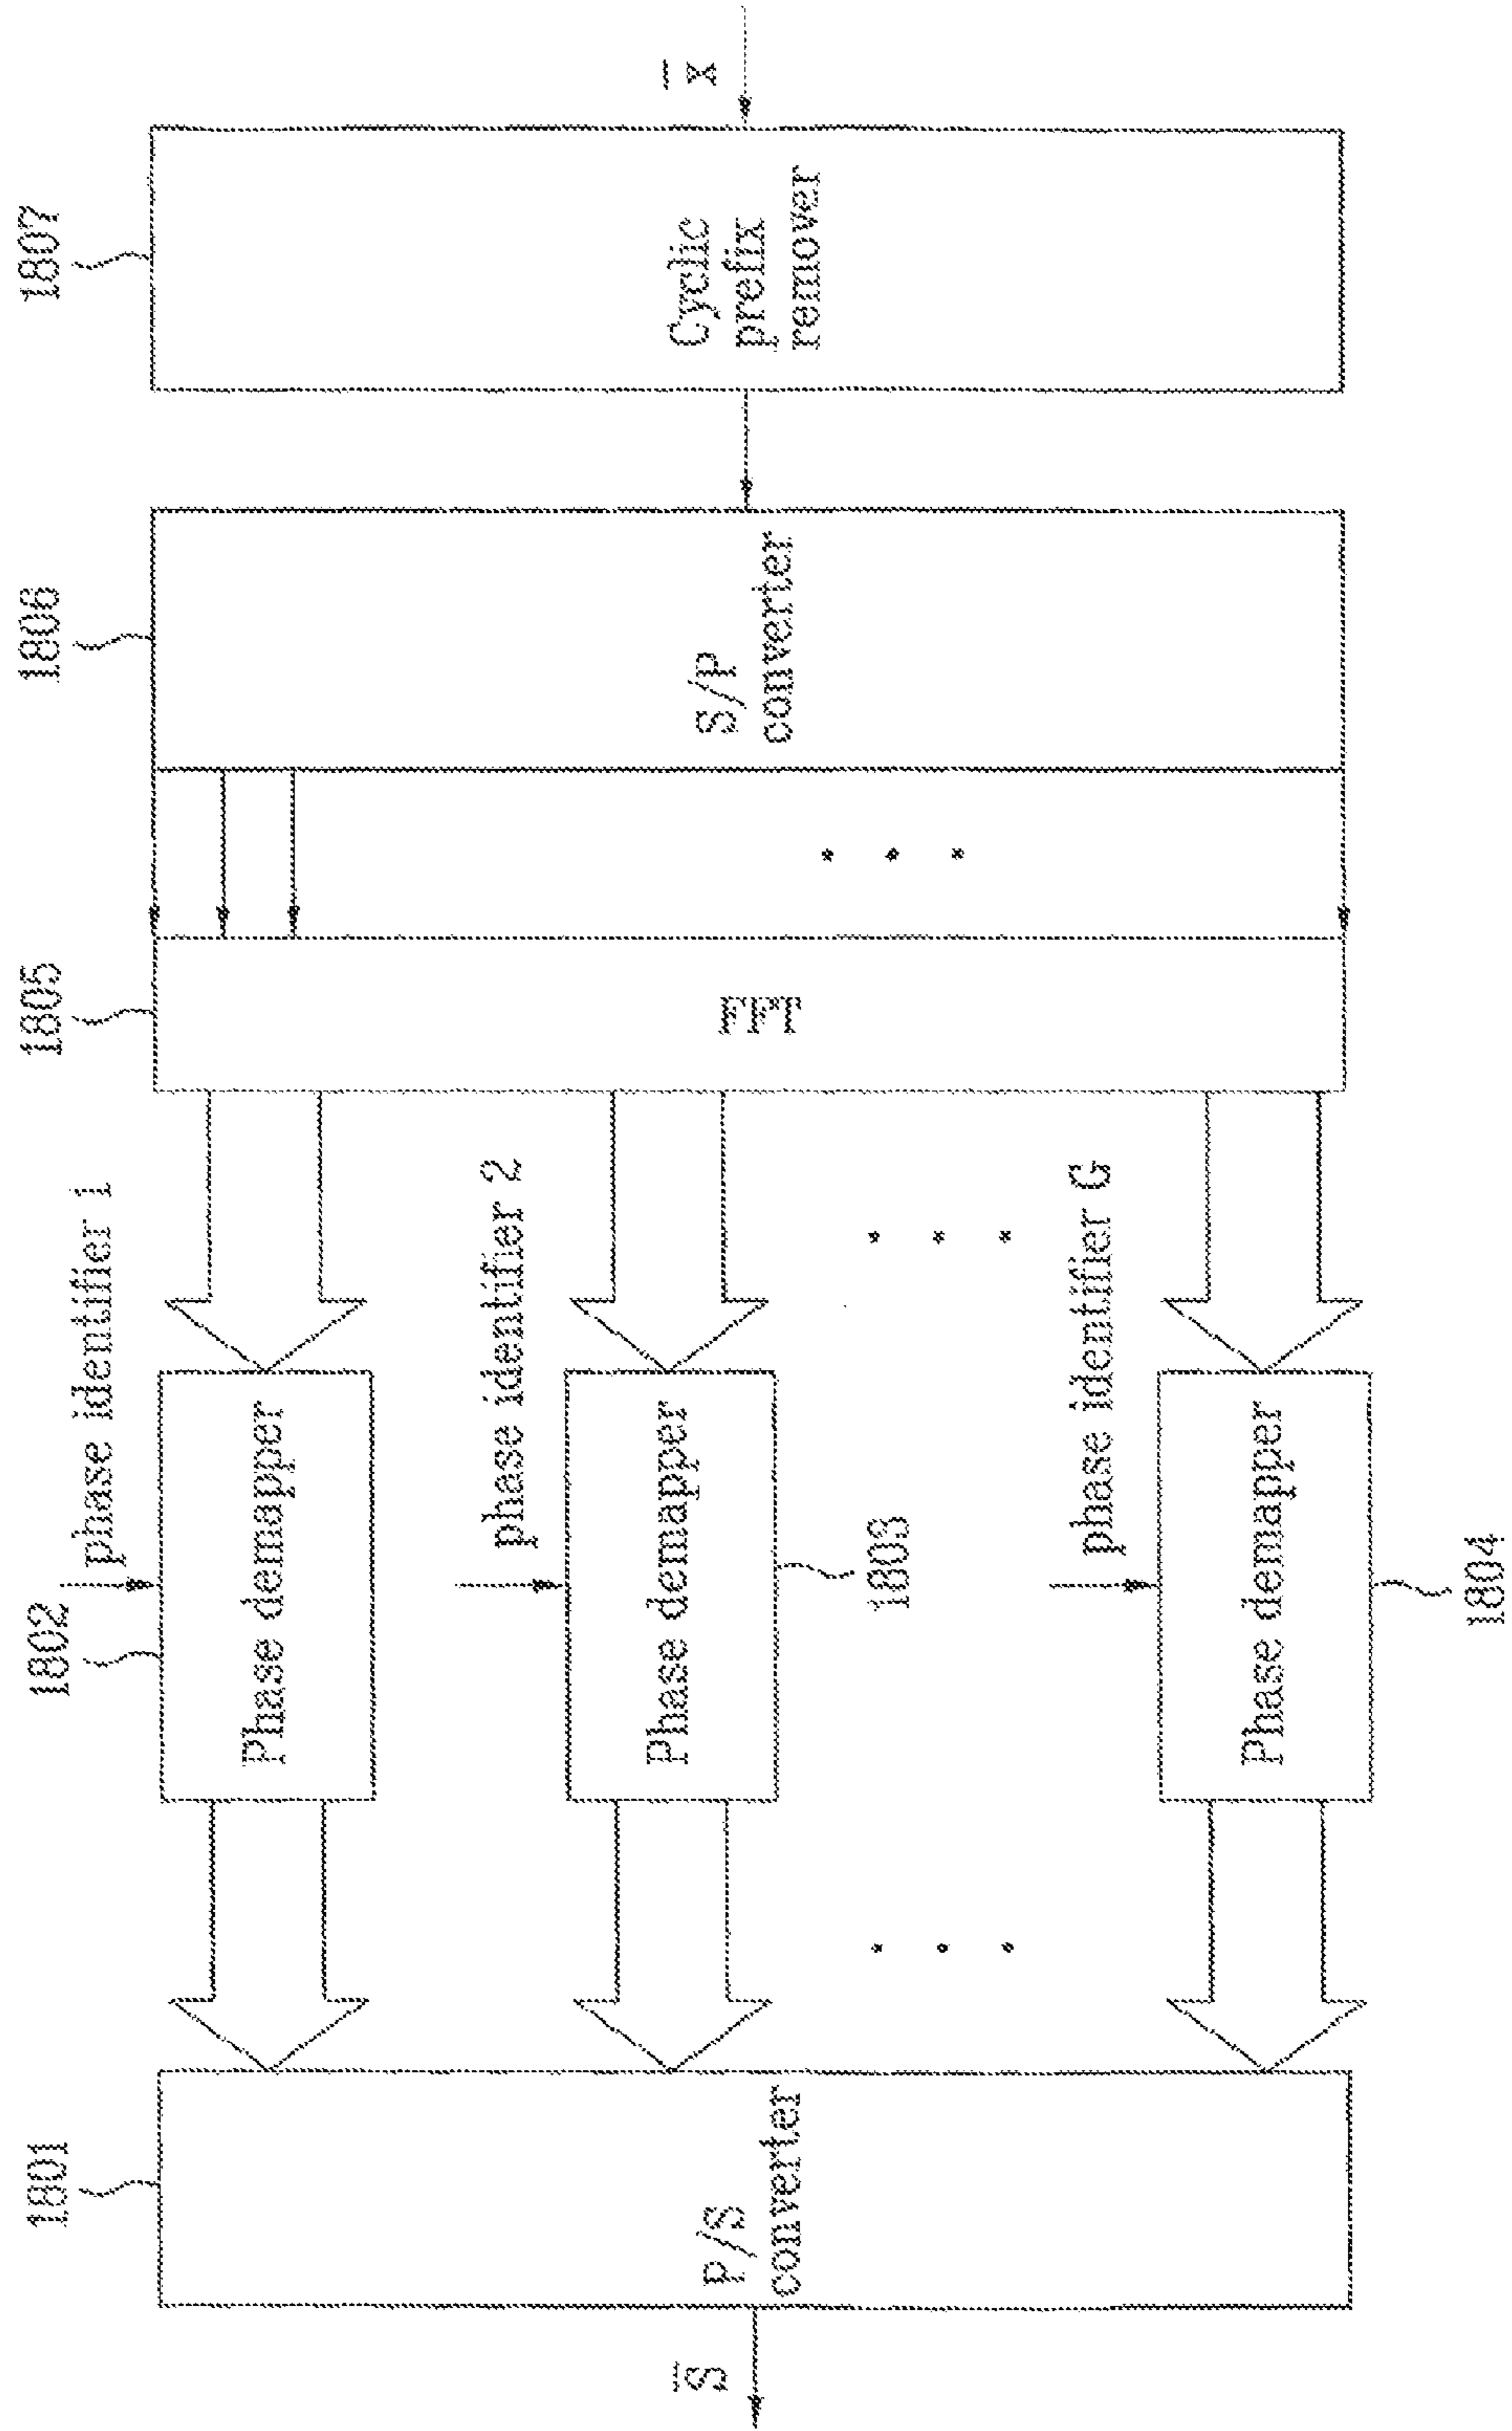 1801
1802
1805
1806
1807
phase identifier 1
Phase demapper
phase identifier 2
Phase demapper
1803
S̄
P/S
converter
FFT
S/P
converter
Cyclic
prefix
remover
x̄
phase identifier G
Phase demapper
1804